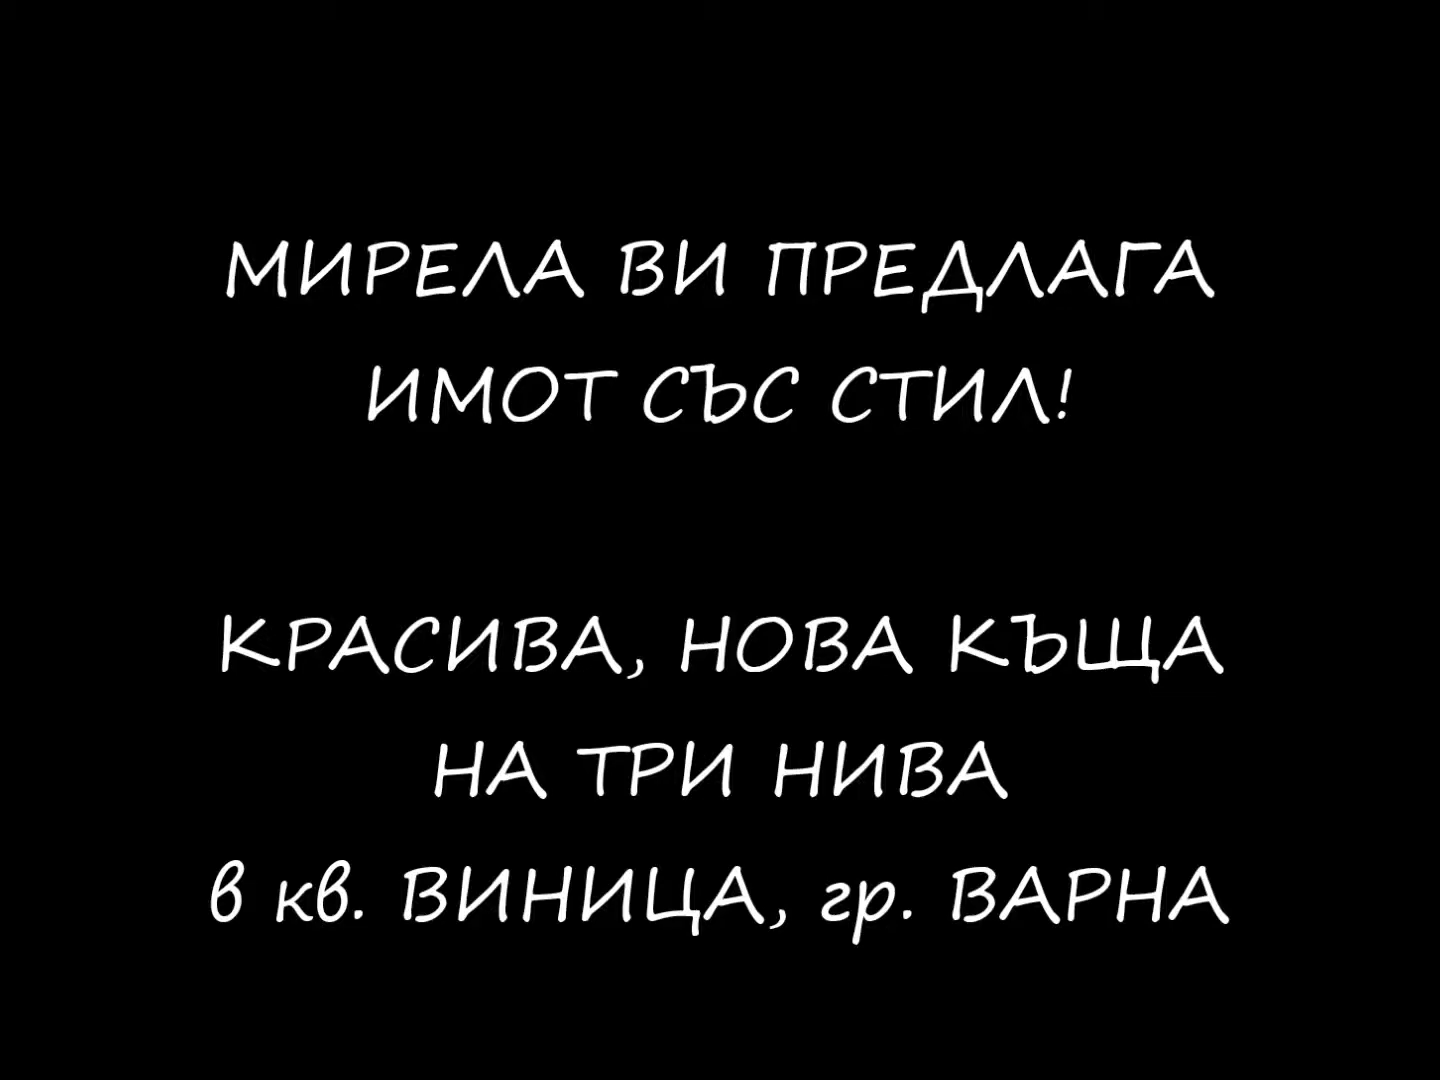 МИРЕЛА ВИ ПРЕДЛАГА
ИМОТ СЪС СТИЛ!
КРАСИВА, НОВА КЪЩА
НА ТРИ НИВА
в кв. ВИНИЦА, гр. ВАРНА